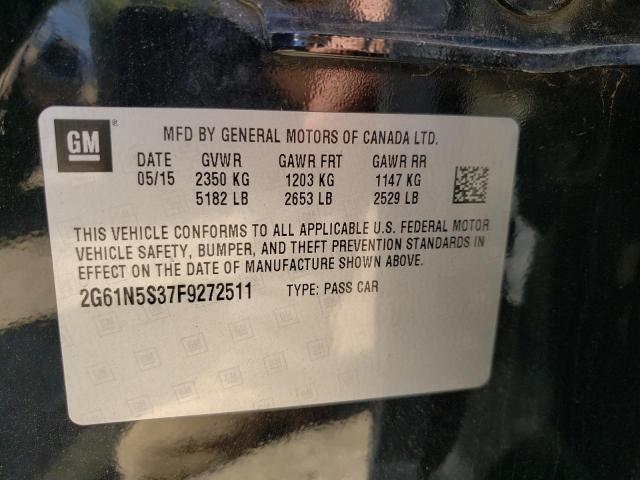 GM®
MFD BY GENERAL MOTORS OF CANADA LTD.
DATE GVWR GAWR FRT GAWR RR
05/15 2350 KG 1203 KG 1147 KG
5182 LB 2653 LB 2529 LB
THIS VEHICLE CONFORMS TO ALL APPLICABLE U.S. FEDERAL MOTOR
VEHICLE SAFETY, BUMPER, AND THEFT PREVENTION STANDARDS IN
EFFECT ON THE DATE OF MANUFACTURE SHOWN ABOVE.
2G61N5S37F9272511 TYPE: PASS CAR